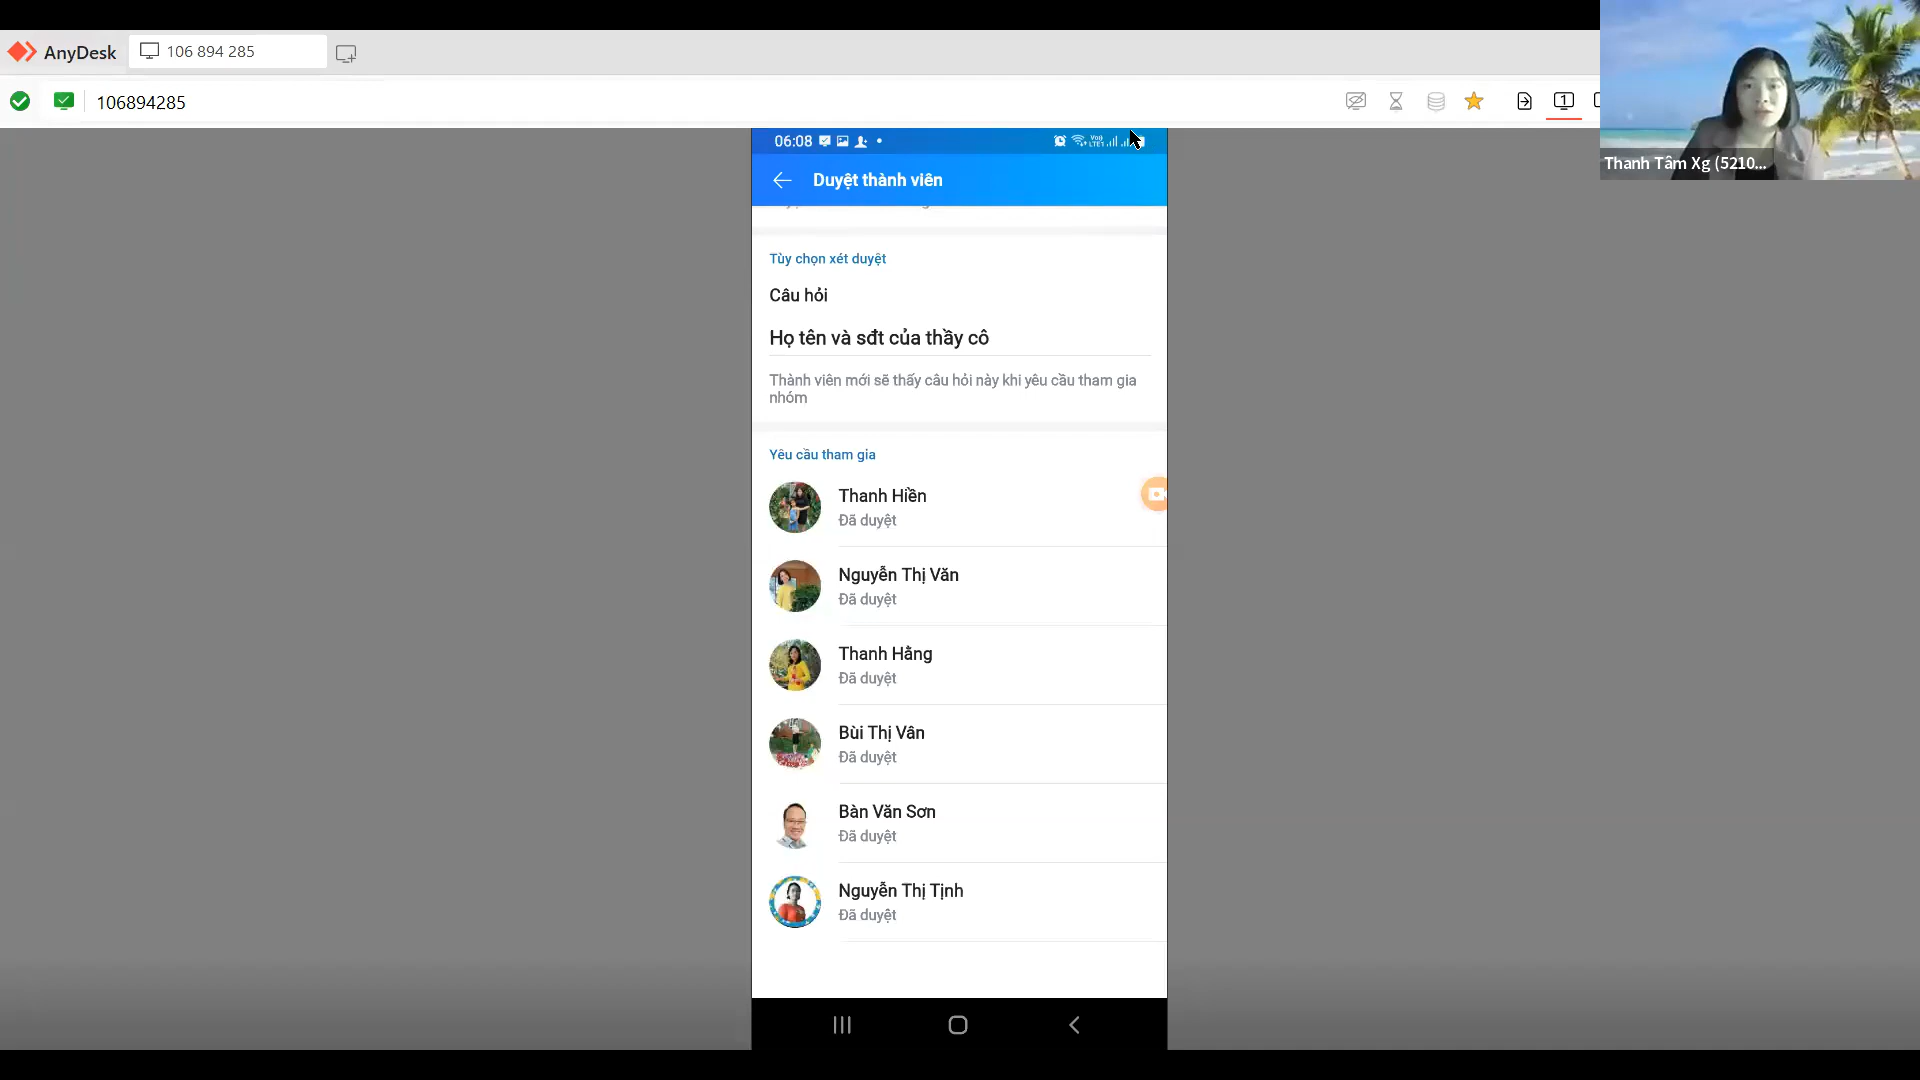 AnyDesk
106 894 285
106894285
1
Thanh Tâm Xg (5210...
06:08
Duyệt thành viên
Tùy chọn xét duyệt
Câu hỏi
Họ tên và sđt của thầy cô
Thành viên mới sẽ thấy câu hỏi này khi yêu cầu tham gia
nhóm
Yêu cầu tham gia
Thanh Hiền
Đã duyệt
Nguyễn Thị Văn
Đã duyệt
Thanh Hằng
Đã duyệt
Bùi Thị Vân
Đã duyệt
Bàn Văn Sơn
Đã duyệt
Nguyễn Thị Tịnh
Đã duyệt